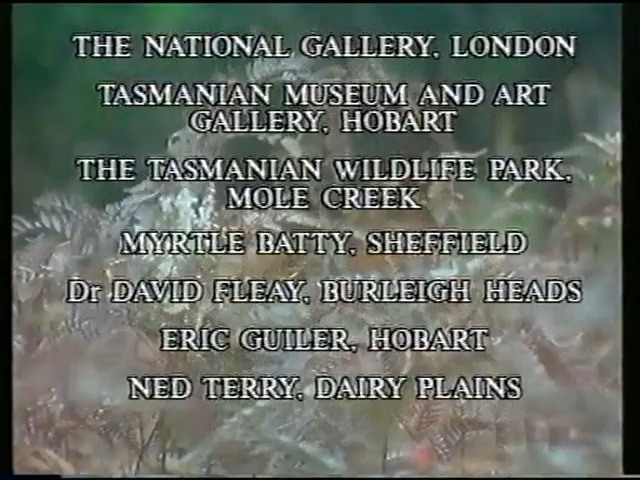 THE NATIONAL GALLERY, LONDON
TASMANIAN MUSEUM AND ART
GALLERY, HOBART
THE TASMANIAN WILDLIFE PARK,
MOLE CREEK
MYRTLE BATTY, SHEFFIELD
Dr DAVID FLEAY, BURLEIGH HEADS
ERIC GUILER, HOBART
NED TERRY, DAIRY PLAINS